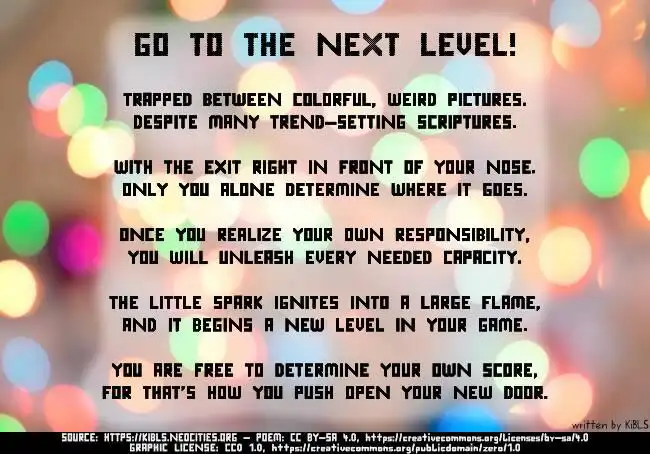 GO TO THE NEXT LEVEL!
TRAPPED BETWEEN COLORFUL, WEIRD PICTURES.
DESPITE MANY TREND-SETTING SCRIPTURES.
WITH THE EXIT RIGHT IN FRONT OF YOUR NOSE.
ONLY YOU ALONE DETERMINE WHERE IT GOES.
ONCE YOU REALIZE YOUR OWN RESPONSIBILITY,
YOU WILL UNLEASH EVERY NEEDED CAPACITY.
THE LITTLE SPARK IGNITES INTO A LARGE FLAME,
AND IT BEGINS A NEW LEVEL IN YOUR GAME.
YOU ARE FREE TO DETERMINE YOUR OWN SCORE,
FOR THAT'S HOW YOU PUSH OPEN YOUR NEW DOOR.
written by KiBLS
SOURCE: HTTPS://KIBLS.NEOCITIES.ORG - POEM: CC BY-SA 4.0, https://creativecommons.org/licenses/by-sa/4.0
GRAPHIC LICENSE: CC0 1.0, https://creativecommons.org/publicdomain/zero/1.0